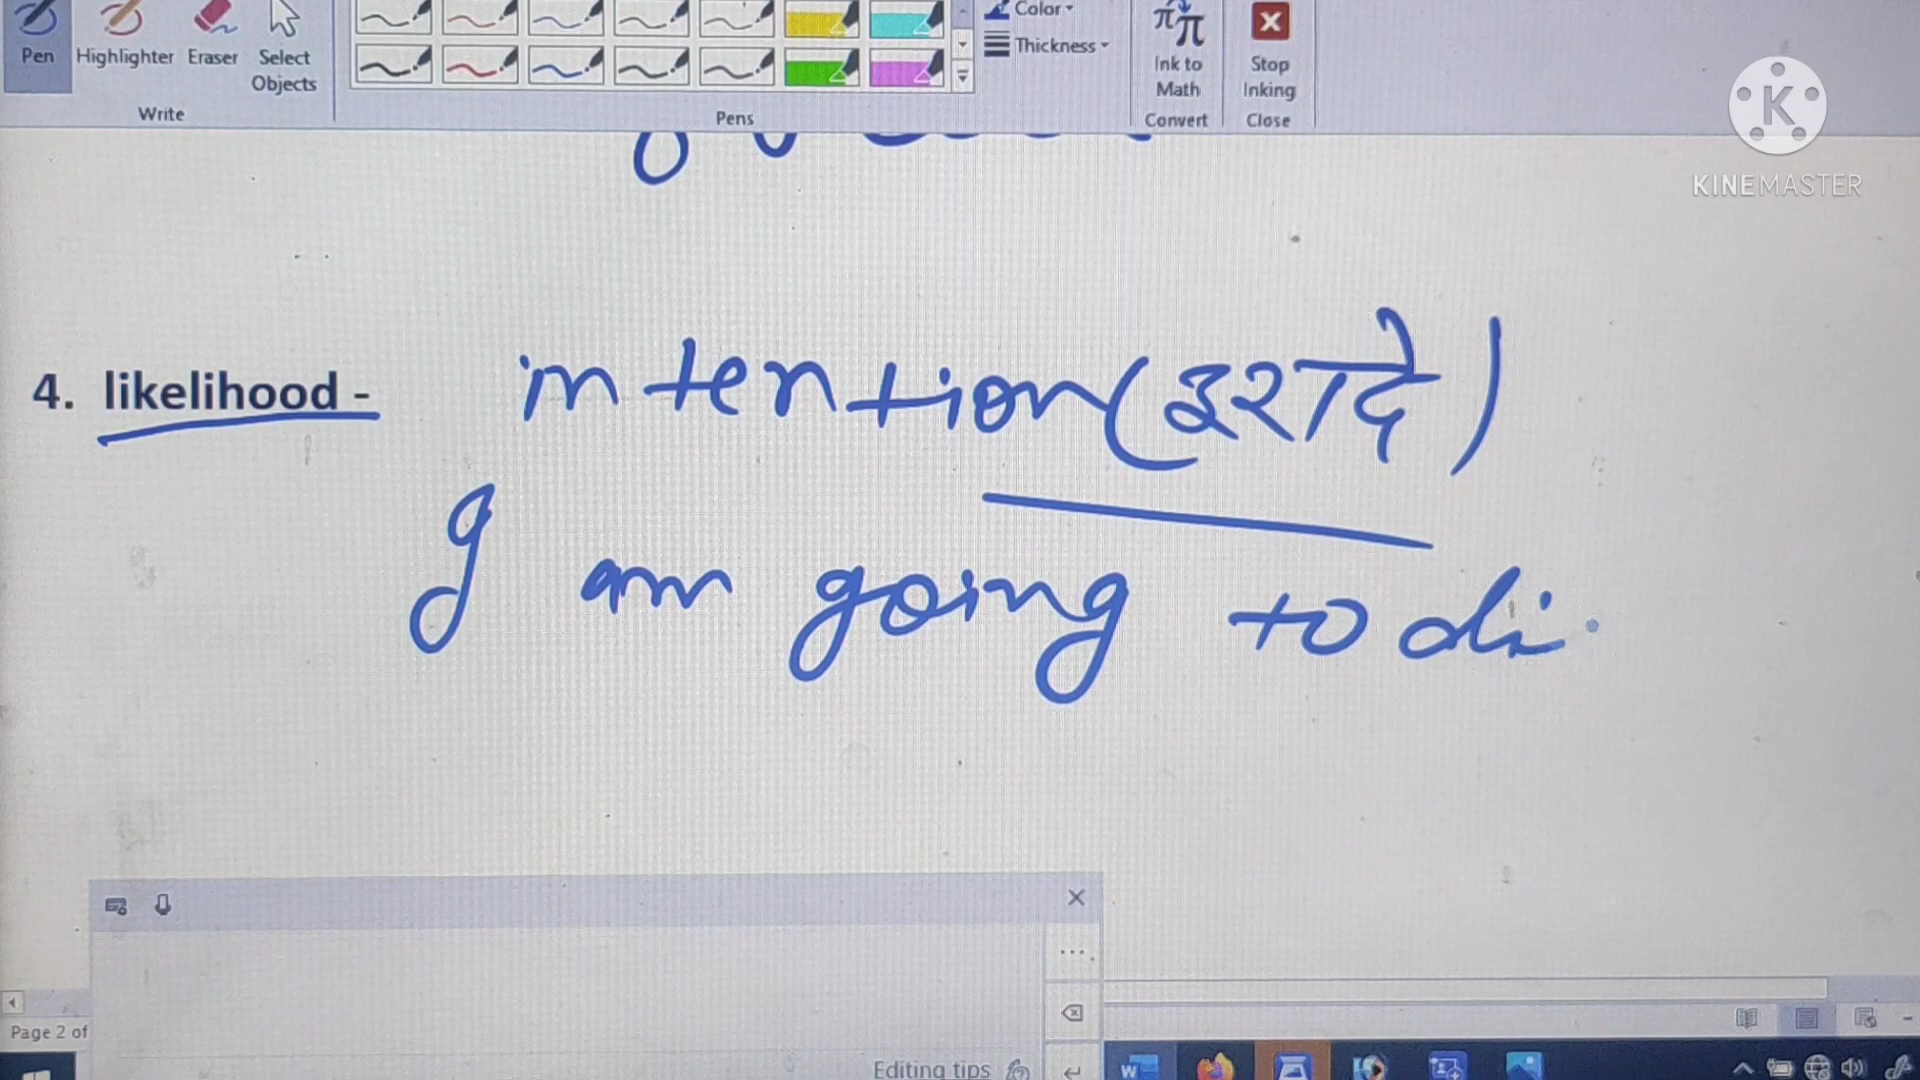 Pen Highlighter Eraser Select Objects
Write
Pens
Color
Thickness
Ink to Math
Convert
Stop Inking
Close
KINEMASTER
4. likelihood - intention (इरादे)
I am going to di
Editing tips
Page 2 of